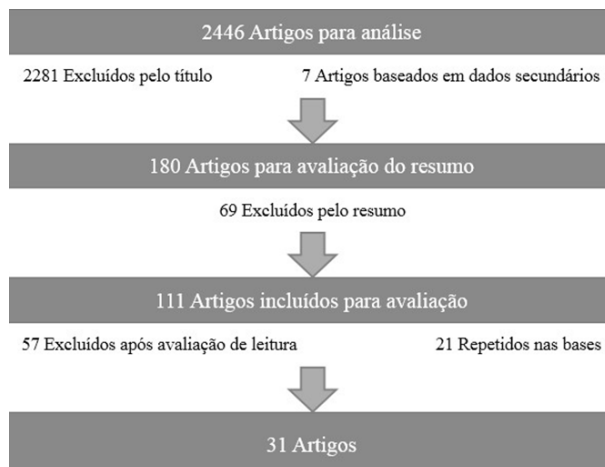 2446 Artigos para análise
2281 Excluídos pelo título
7 Artigos baseados em dados secundários
180 Artigos para avaliação do resumo
69 Excluídos pelo resumo
111 Artigos incluídos para avaliação
57 Excluídos após avaliação de leitura
21 Repetidos nas bases
31 Artigos